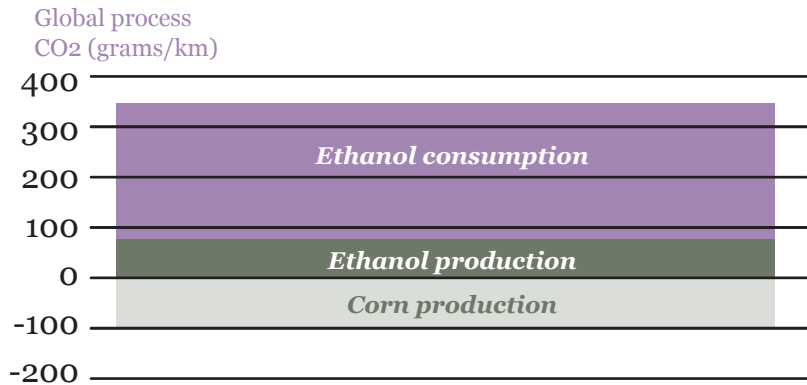 Global process
CO2 (grams/km)
400
300
Ethanol consumption
200
100
Ethanol production
0
Corn production
-100
-200